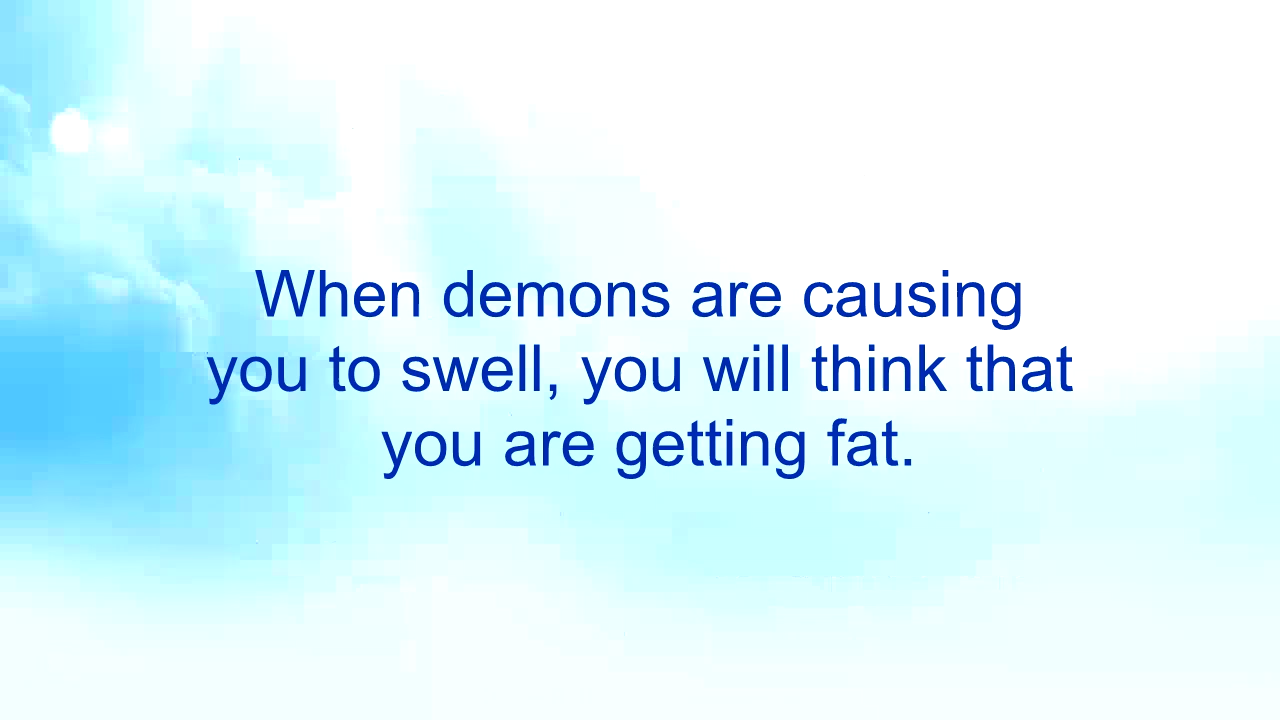 When demons are causing
you to swell, you will think that
you are getting fat.